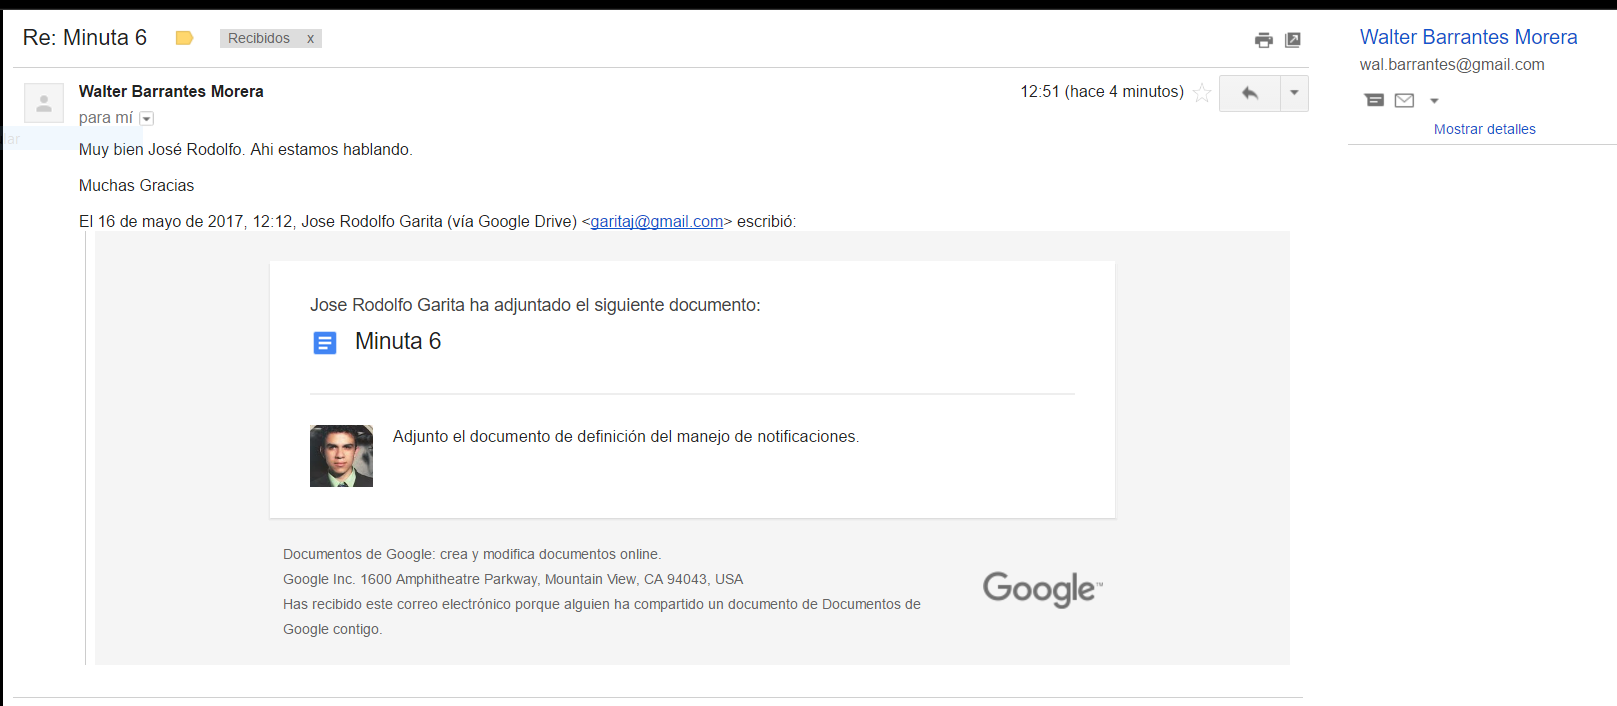 Re: Minuta 6
Recibidos x
Walter Barrantes Morera
12:51 (hace 4 minutos)
para mí
Muy bien José Rodolfo. Ahi estamos hablando.
Muchas Gracias
El 16 de mayo de 2017, 12:12, Jose Rodolfo Garita (vía Google Drive) <garitaj@gmail.com> escribió:
Jose Rodolfo Garita ha adjuntado el siguiente documento:
Minuta 6
Adjunto el documento de definición del manejo de notificaciones.
Documentos de Google: crea y modifica documentos online.
Google Inc. 1600 Amphitheatre Parkway, Mountain View, CA 94043, USA
Has recibido este correo electrónico porque alguien ha compartido un documento de Documentos de
Google contigo.
Google™
Walter Barrantes Morera
wal.barrantes@gmail.com
Mostrar detalles